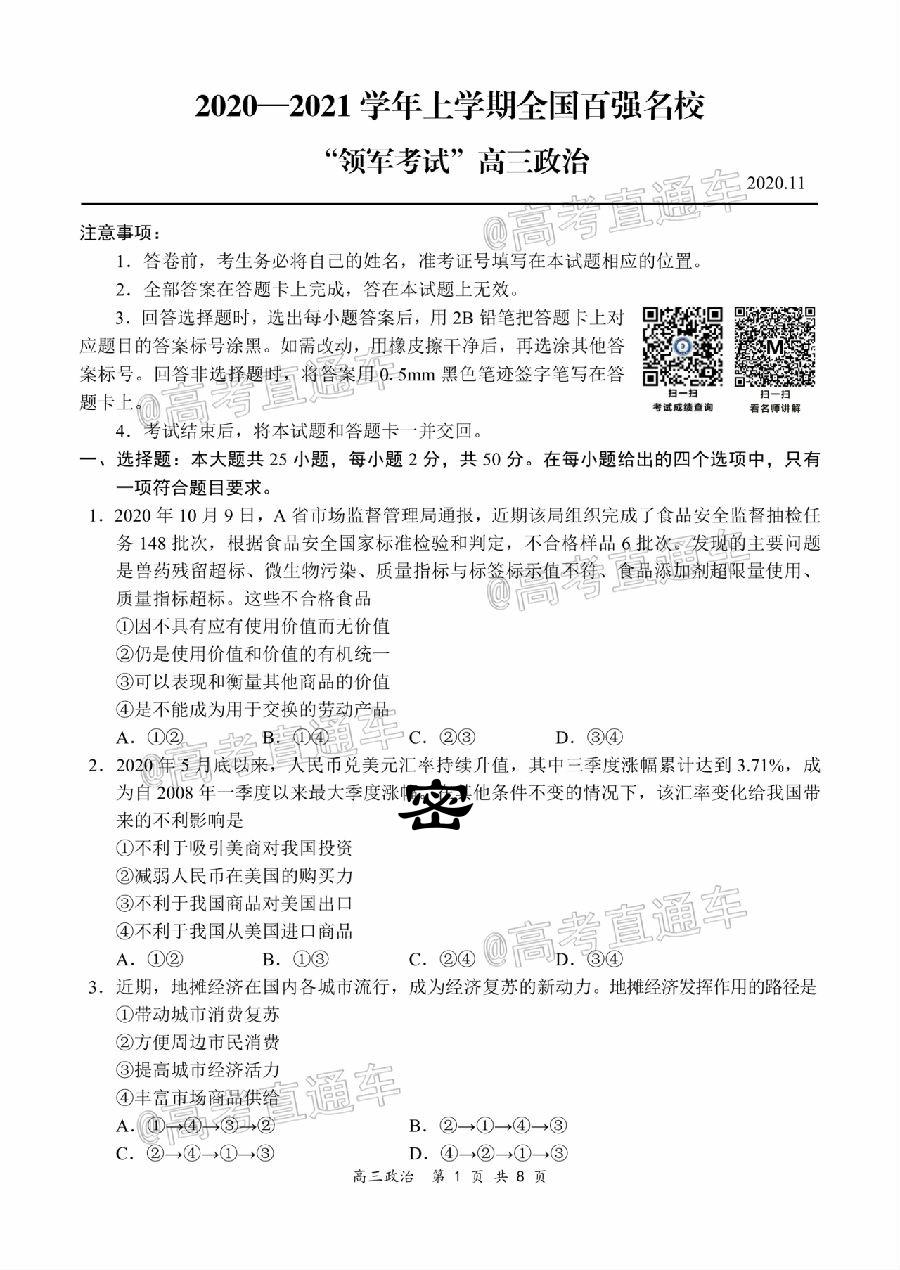 2020—2021 学年上学期全国百强名校
“领军考试”高三政治
2020.11
注意事项：
1．答卷前，考生务必将自己的姓名，准考证号填写在本试题相应的位置。
2．全部答案在答题卡上完成，答在本试题上无效。
3．回答选择题时，选出每小题答案后，用 2B 铅笔把答题卡上对
应题目的答案标号涂黑。如需改动，用橡皮擦干净后，再选涂其他答
案标号。回答非选择题时，将答案用 0.5mm 黑色笔迹签字笔写在答
题卡上。
4．考试结束后，将本试题和答题卡一并交回。
扫一扫
考试成绩查询
扫一扫
看名师讲解
一、选择题：本大题共 25 小题，每小题 2 分，共 50 分。在每小题给出的四个选项中，只有
一项符合题目要求。
1．2020 年 10 月 9 日，A 省市场监督管理局通报，近期该局组织完成了食品安全监督抽检任
务 148 批次，根据食品安全国家标准检验和判定，不合格样品 6 批次。发现的主要问题
是兽药残留超标、微生物污染、质量指标与标签标示值不符、食品添加剂超限量使用、
质量指标超标。这些不合格食品
①因不具有应有使用价值而无价值
②仍是使用价值和价值的有机统一
③可以表现和衡量其他商品的价值
④是不能成为用于交换的劳动产品
A．①② B．①④ C．②③ D．③④
2．2020 年 5 月底以来，人民币兑美元汇率持续升值，其中三季度涨幅累计达到 3.71%，成
为自 2008 年一季度以来最大季度涨幅。在其他条件不变的情况下，该汇率变化给我国带
来的不利影响是
①不利于吸引美商对我国投资
②减弱人民币在美国的购买力
③不利于我国商品对美国出口
④不利于我国从美国进口商品
A．①② B．①③ C．②④ D．③④
3．近期，地摊经济在国内各城市流行，成为经济复苏的新动力。地摊经济发挥作用的路径是
①带动城市消费复苏
②方便周边市民消费
③提高城市经济活力
④丰富市场商品供给
A．①→④→③→② B．②→①→④→③
C．②→④→①→③ D．④→②→①→③
高三政治 第 1 页 共 8 页
密
@高考直通车
@高考直通车
@高考直通车
@高考直通车
@高考直通车
@高考直通车